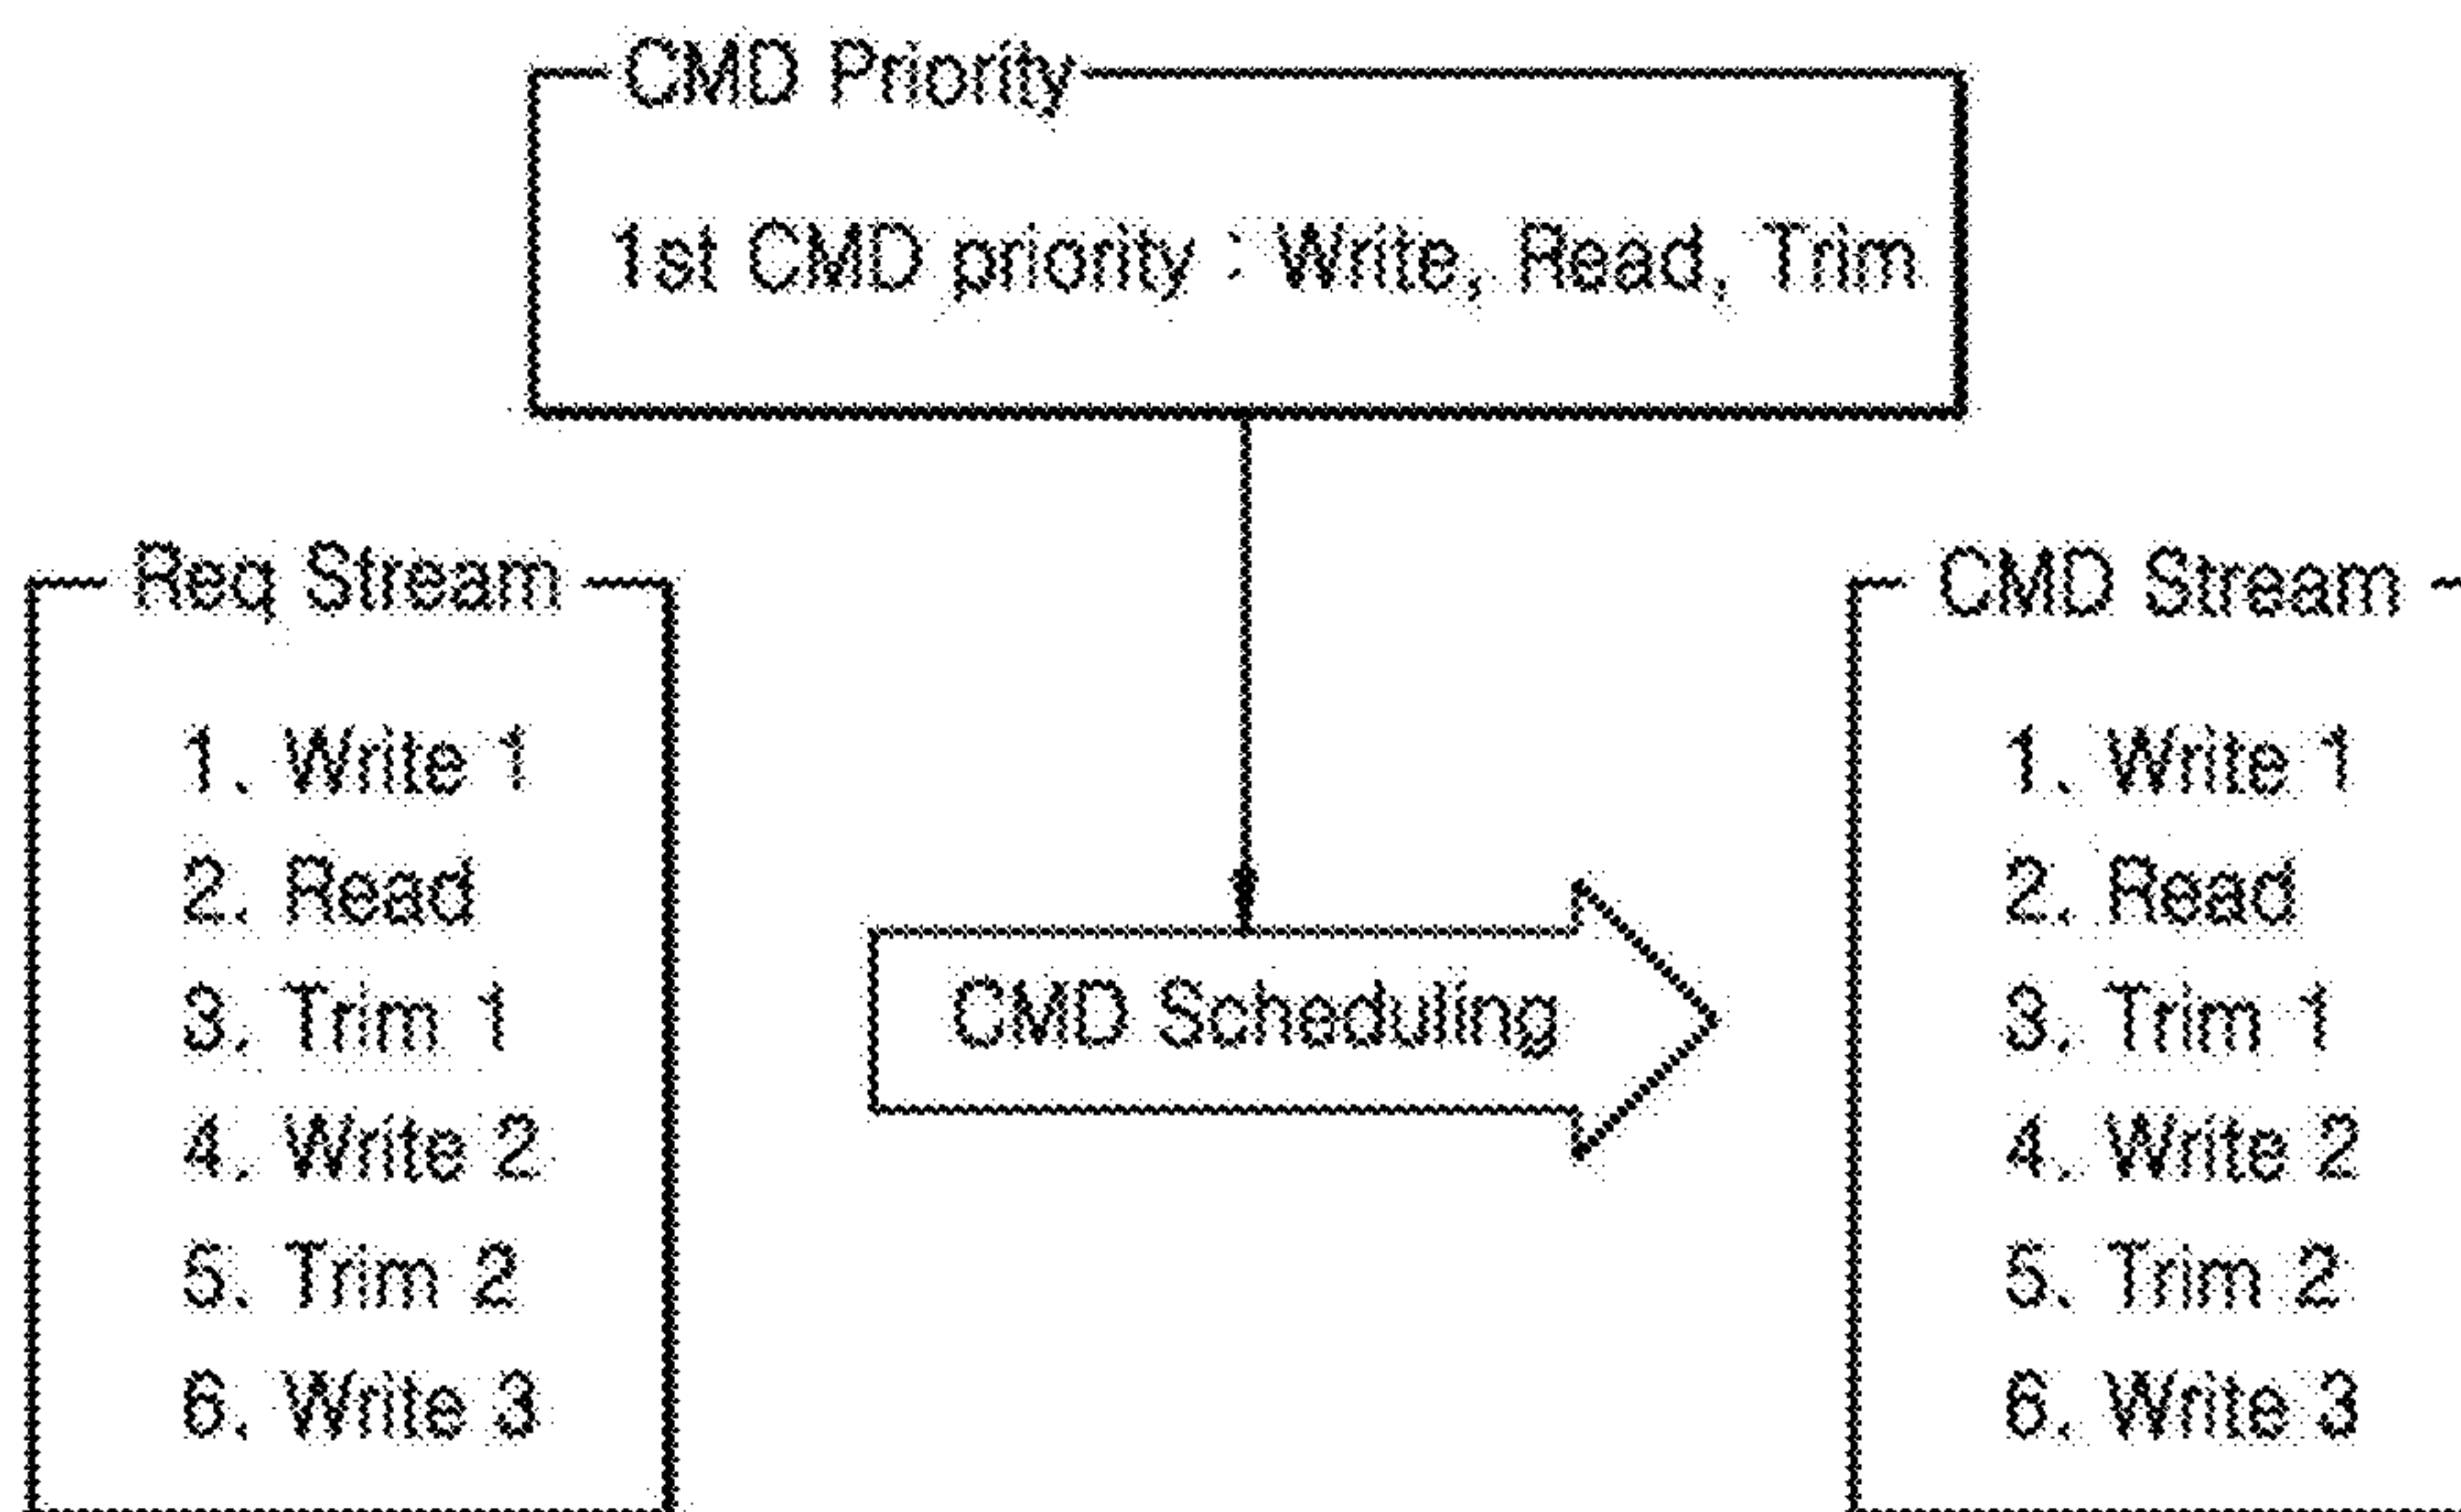 CMD Priority
1st CMD priority : Write, Read, Trim
Req Stream
1. Write 1
2. Read
3. Trim 1
4. Write 2
5. Trim 2
6. Write 3
CMD Scheduling
CMD Stream
1. Write 1
2. Read
3. Trim 1
4. Write 2
5. Trim 2
6. Write 3